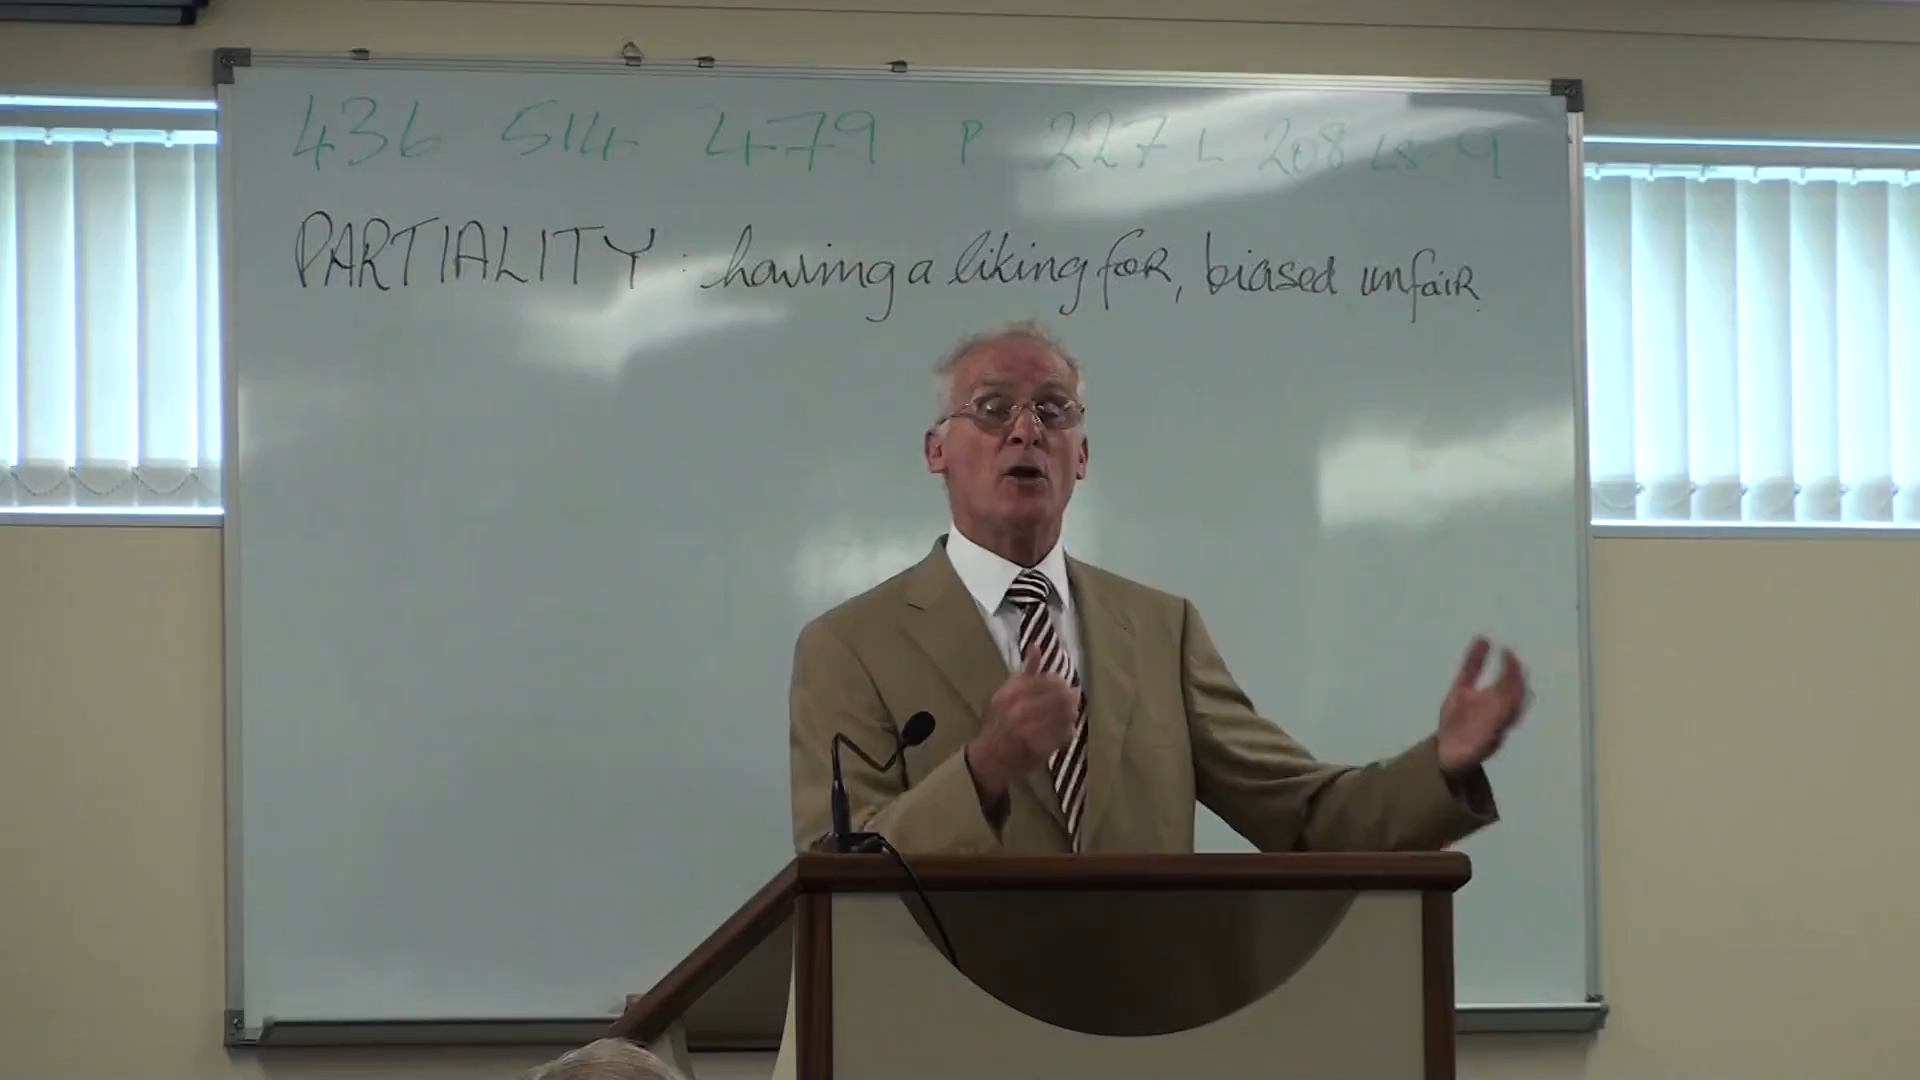 436 514 479 P 227 L 208 LS 9
PARTIALITY : having a liking foR, biased unfaiR.